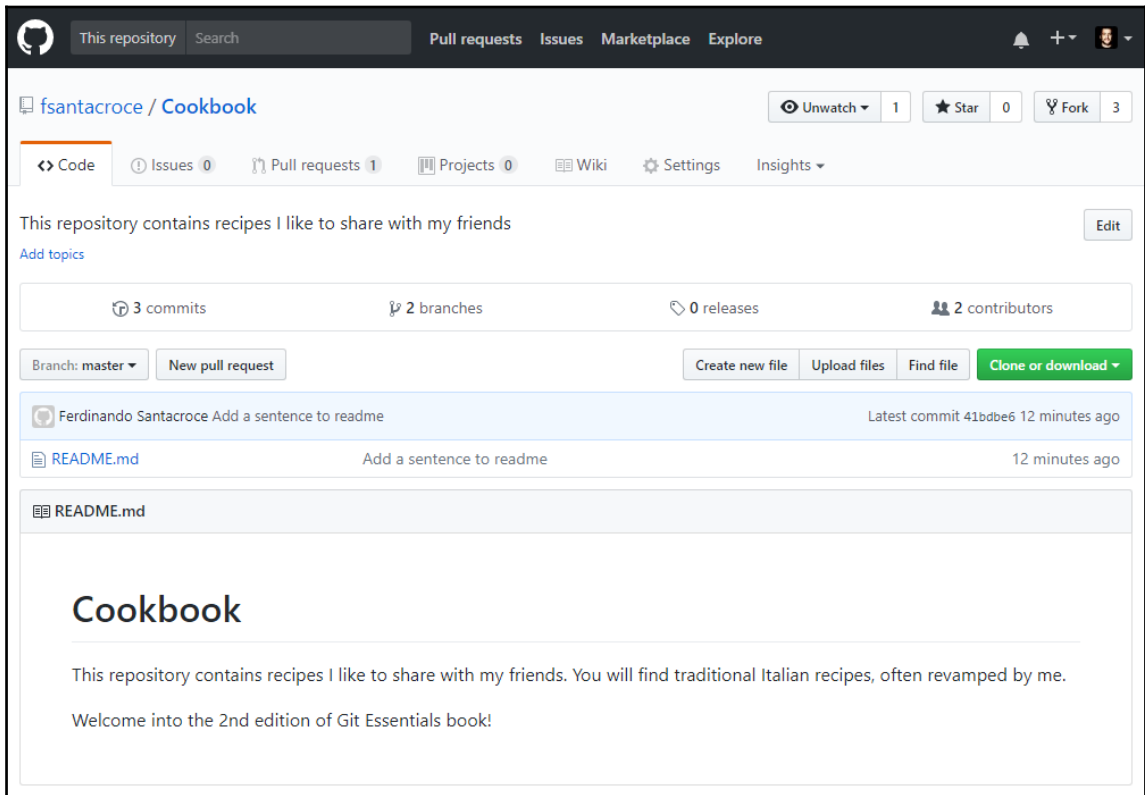 This repository Search Pull requests Issues Marketplace Explore
fsantacroce / Cookbook Unwatch 1 Star 0 Fork 3
Code Issues 0 Pull requests 1 Projects 0 Wiki Settings Insights
This repository contains recipes I like to share with my friends Edit
Add topics
3 commits 2 branches 0 releases 2 contributors
Branch: master New pull request Create new file Upload files Find file Clone or download
Ferdinando Santacroce Add a sentence to readme Latest commit 41bdbe6 12 minutes ago
README.md Add a sentence to readme 12 minutes ago
README.md
Cookbook
This repository contains recipes I like to share with my friends. You will find traditional Italian recipes, often revamped by me.
Welcome into the 2nd edition of Git Essentials book!